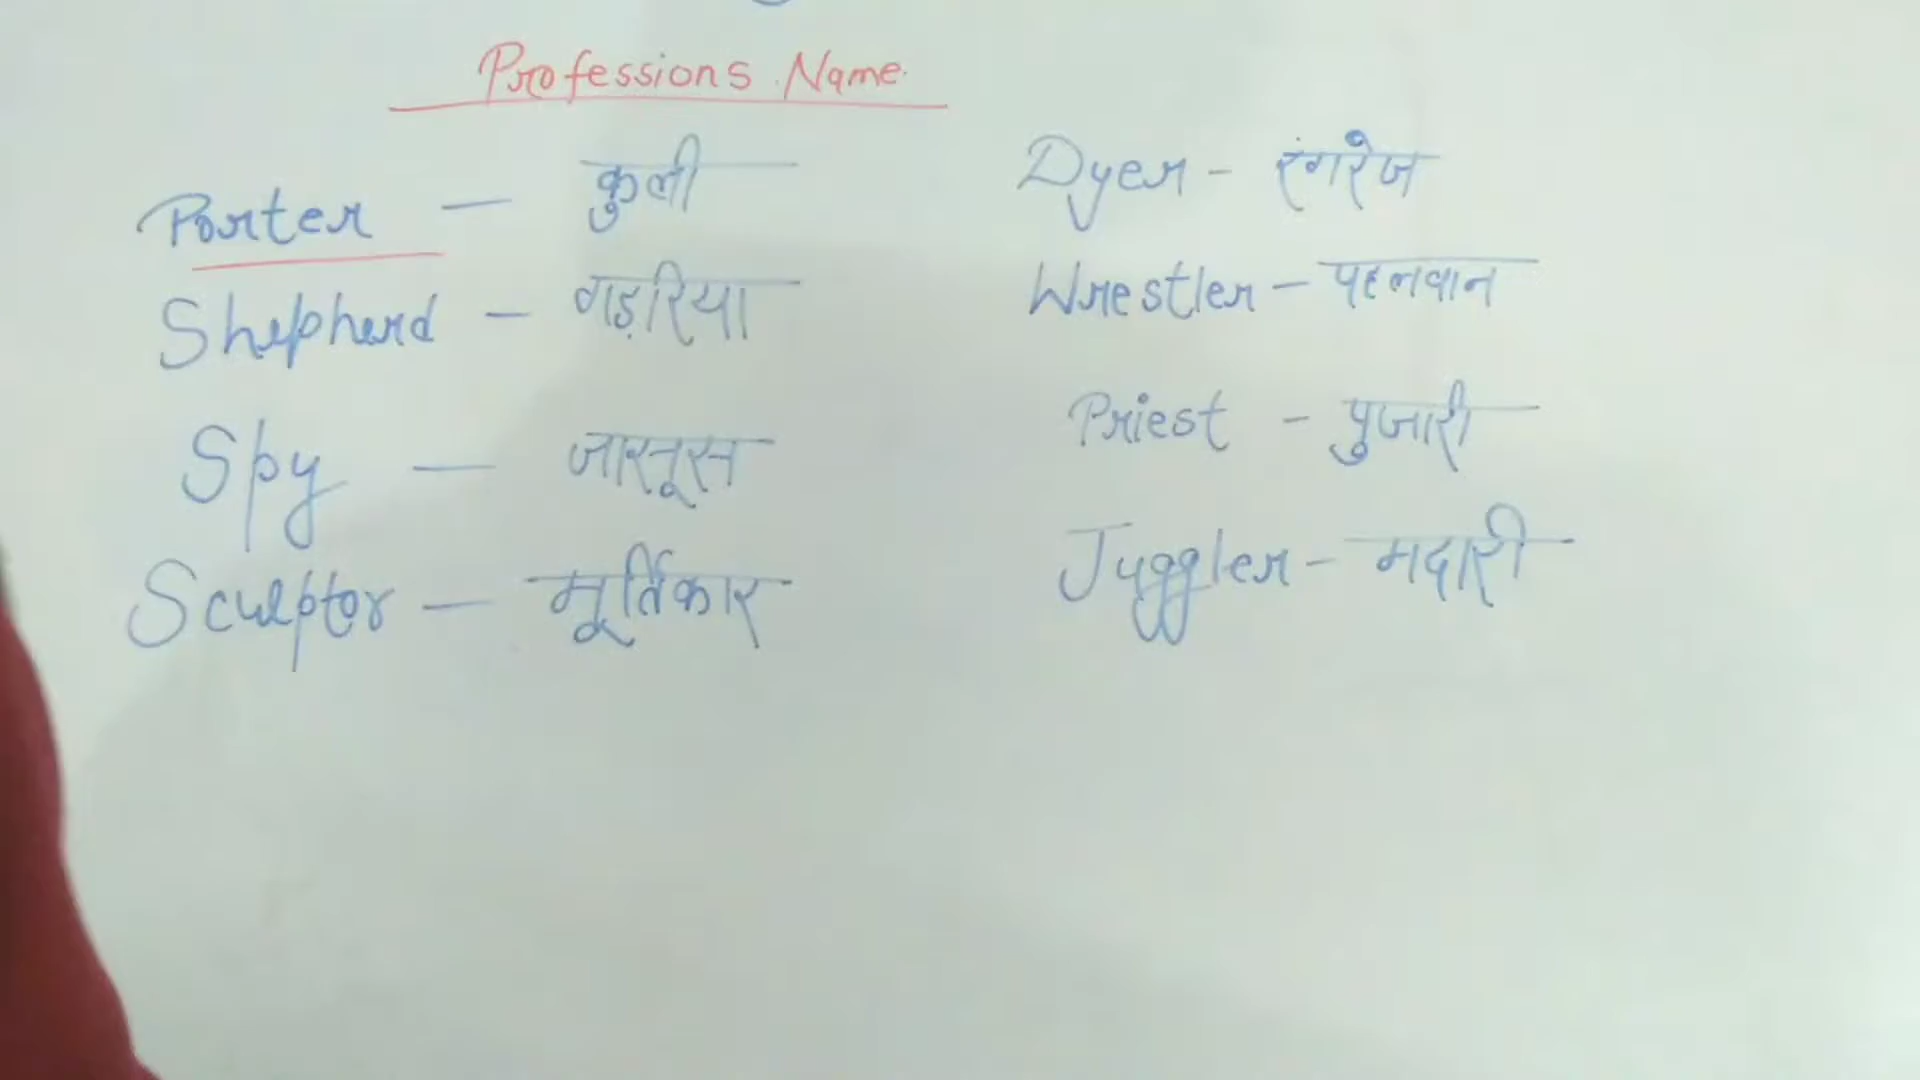 Professions Name
Porter — कुली
Shepherd — गड़रिया
Spy — जासूस
Sculptor — मूर्तिकार
Dyer - रंगरेज
Wrestler - पहलवान
Priest - पुजारी
Juggler - मदारी